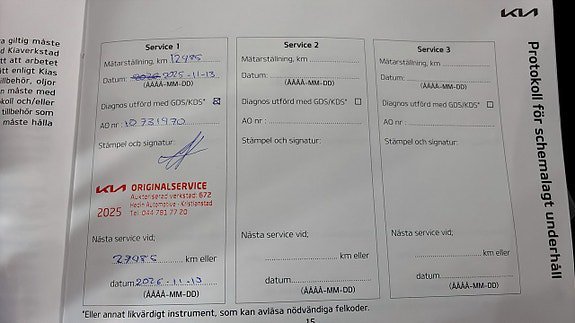 a giltig måste
d Kiaverkstad
t att arbetet
tt enligt Kias
illbehör, oljor
n måste med
koll och/eller
tillbehör som
måste hålla
KIA
Protokoll för schemalagt underhåll
Service 1
Mätarställning, km 12985
Datum: 2026 2025-11-13
(ÅÅÅÅ-MM-DD)
Diagnos utförd med GDS/KDS*
AO nr : 10731970
Stämpel och signatur:
KIA ORIGINALSERVICE
Auktoriserad verkstad: 672
Hedin Automotive - Kristianstad
2025 Tel. 044 781 77 20
Nästa service vid;
27985 km eller
datum 2026-11-13
(ÅÅÅÅ-MM-DD)
Service 2
Mätarställning, km
Datum:
(ÅÅÅÅ-MM-DD)
Diagnos utförd med GDS/KDS*
AO nr :
Stämpel och signatur:
Nästa service vid;
km eller
datum
(ÅÅÅÅ-MM-DD)
Service 3
Mätarställning, km
Datum:
(ÅÅÅÅ-MM-DD)
Diagnos utförd med GDS/KDS*
AO nr :
Stämpel och signatur:
Nästa service vid;
km eller
datum
(ÅÅÅÅ-MM-DD)
*Eller annat likvärdigt instrument, som kan avläsa nödvändiga felkoder.
15